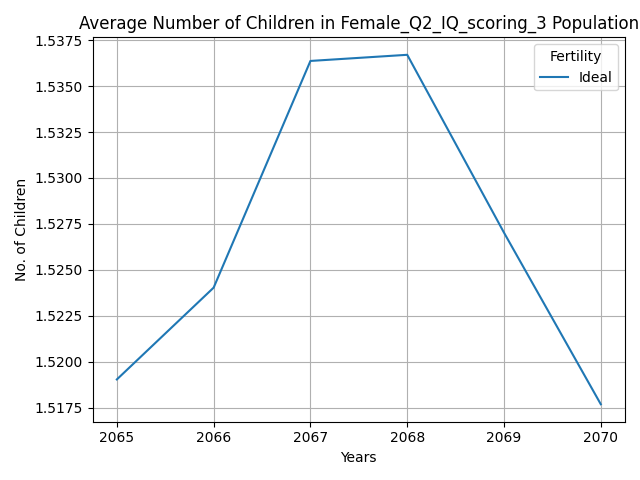 Average Number of Children in Female_Q2_IQ_scoring_3 Population
Fertility
Ideal
No. of Children
1.5375
1.5350
1.5325
1.5300
1.5275
1.5250
1.5225
1.5200
1.5175
2065 2066 2067 2068 2069 2070
Years